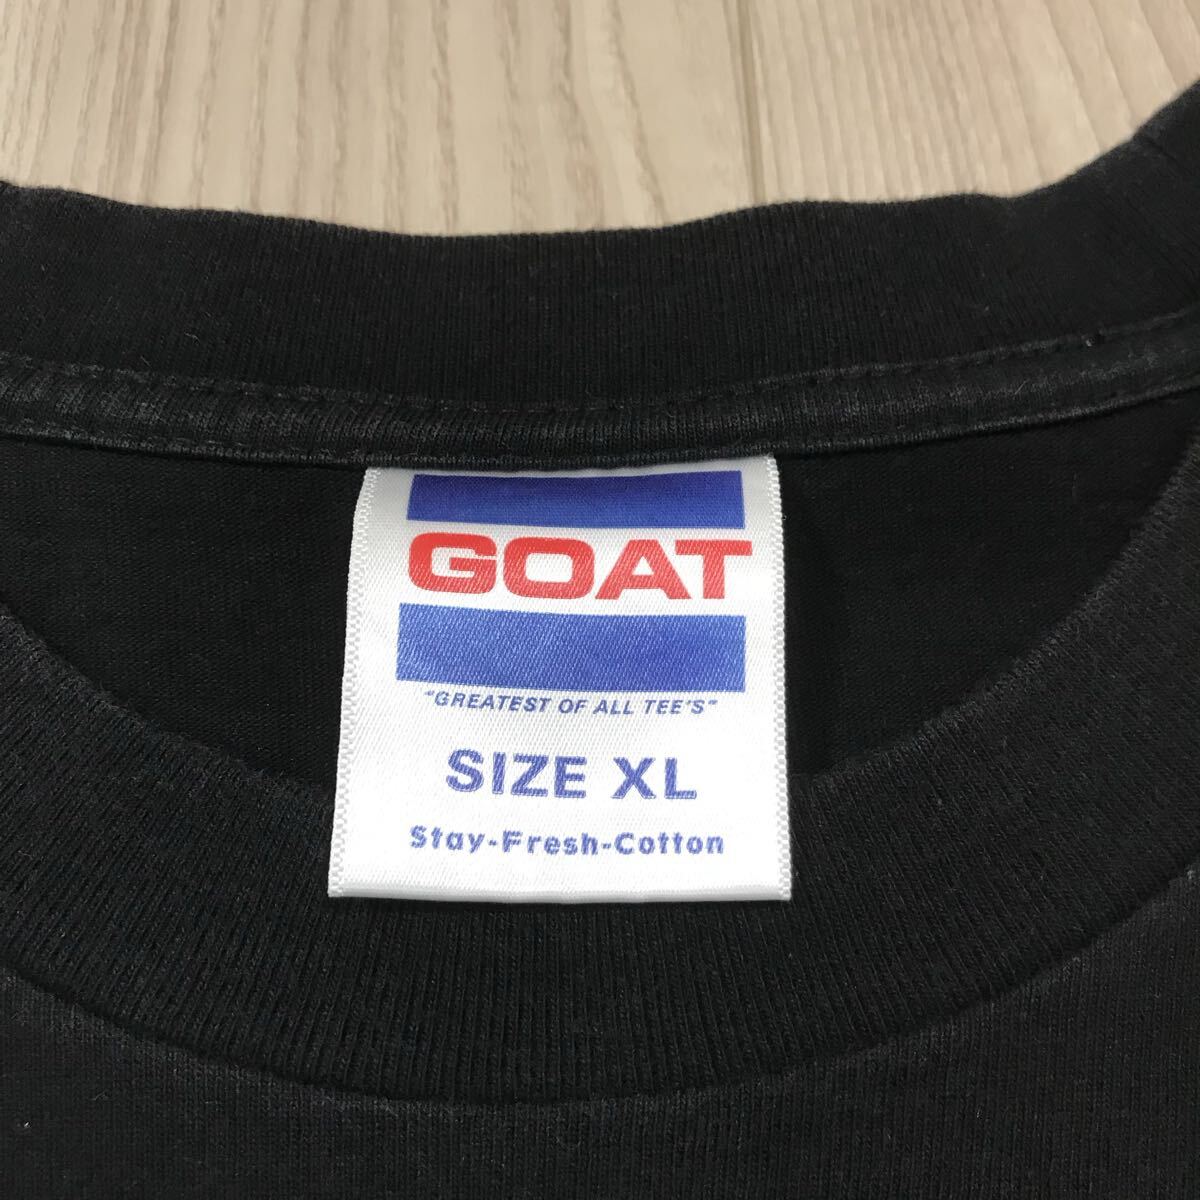 GOAT
"GREATEST OF ALL TEE'S"
SIZE XL
Stay-Fresh-Cotton